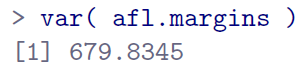 > var( afl.margins )
[1] 679.8345